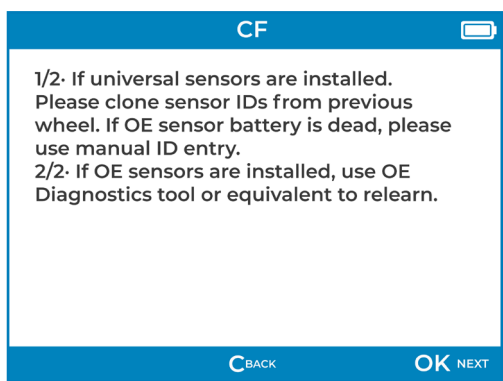 CF
1/2· If universal sensors are installed.
Please clone sensor IDs from previous
wheel. If OE sensor battery is dead, please
use manual ID entry.
2/2· If OE sensors are installed, use OE
Diagnostics tool or equivalent to relearn.
C BACK OK NEXT